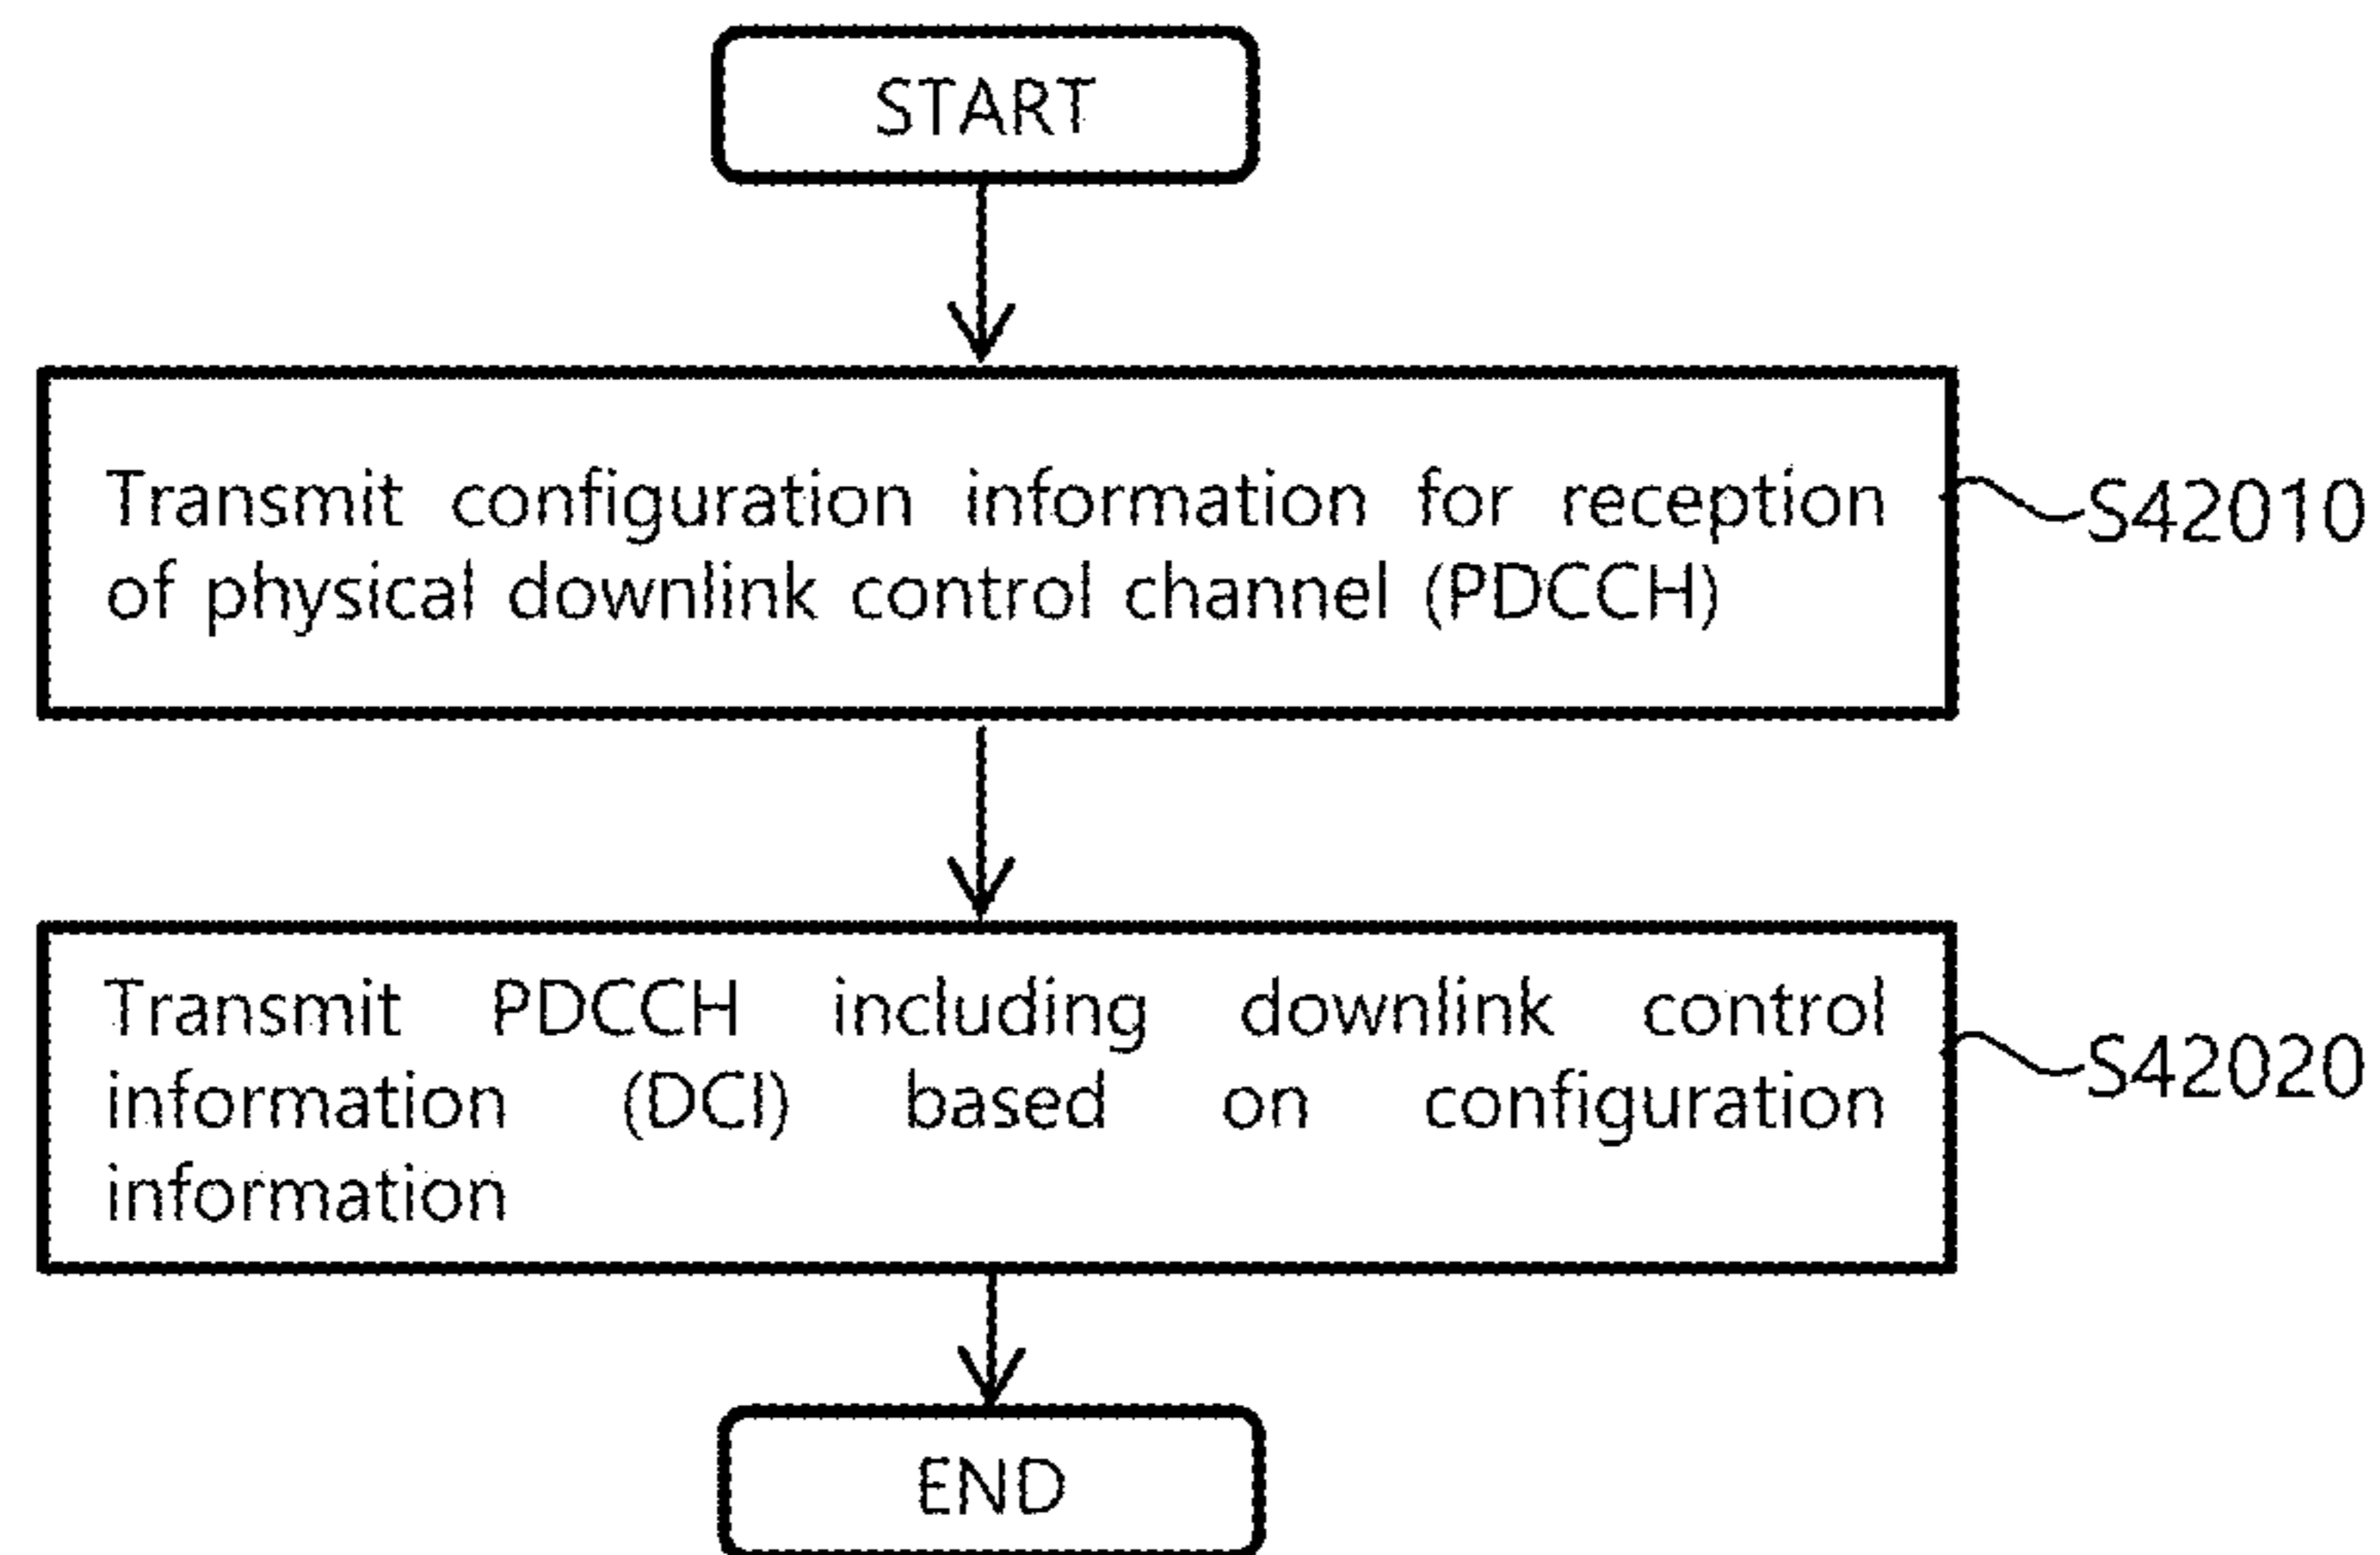 START
Transmit configuration information for reception
of physical downlink control channel (PDCCH)
S42010
Transmit PDCCH including downlink control
information (DCI) based on configuration
information
S42020
END